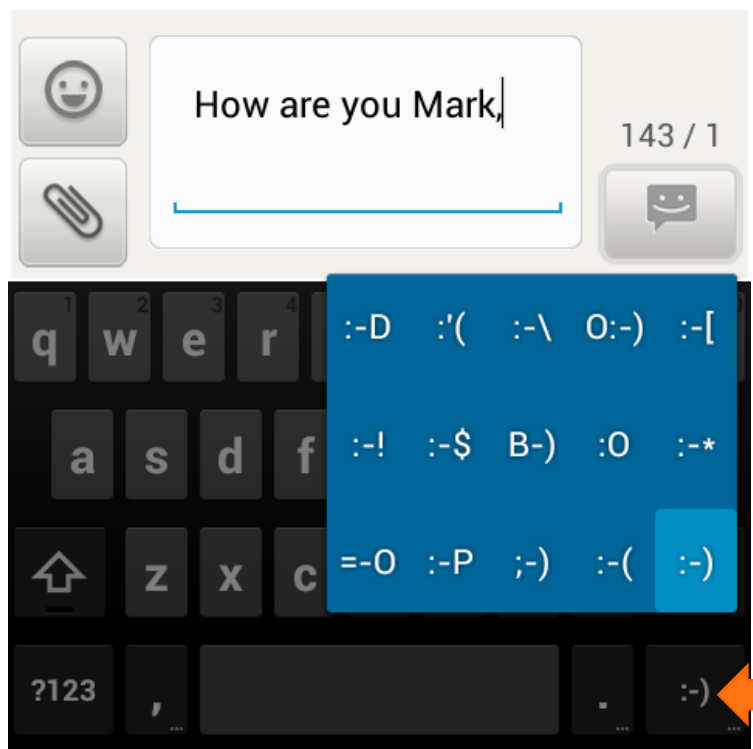 How are you Mark,
143 / 1
1 2 3 4
q w e r
:-D :'( :-\ O:-) :-[
a s d f
:-! :-$ B-) :O :-*
z x c
=-O :-P ;-) :-( :-)
?123 , . :-)
... ... ...